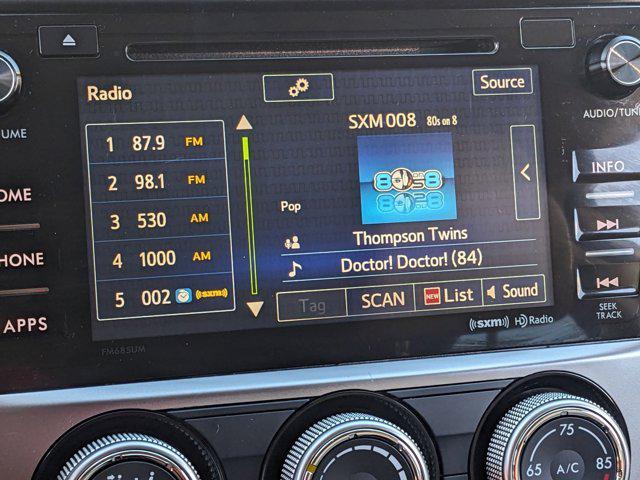 Radio
Source
SXM 008 80s on 8
1 87.9 FM
2 98.1 FM
3 530 AM
4 1000 AM
5 002 ((sxm))
Pop
Thompson Twins
Doctor! Doctor! (84)
Tag SCAN NEW List Sound
((sxm)) HD Radio
FM685UM
UME
OME
HONE
APPS
AUDIO/TUN
INFO
SEEK
TRACK
65 75 85
A/C